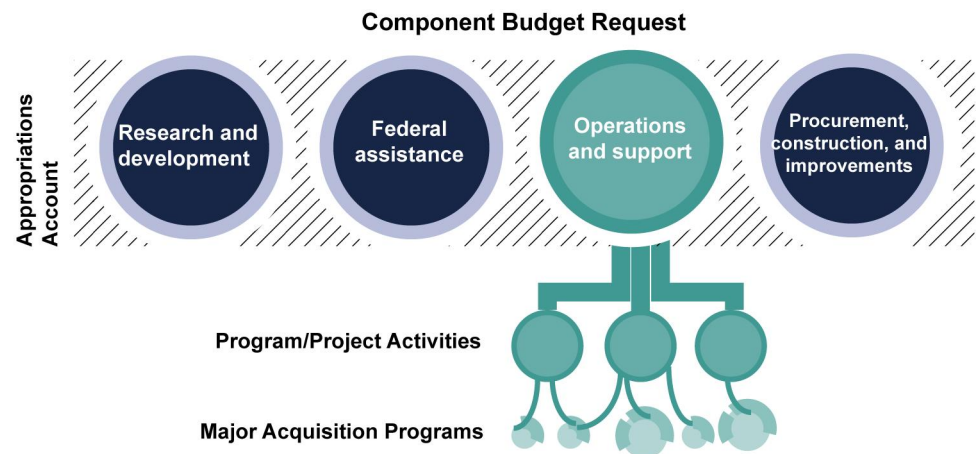 Component Budget Request
Appropriations
Account
Research and
development
Federal
assistance
Operations
and support
Procurement,
construction, and
improvements
Program/Project Activities
Major Acquisition Programs